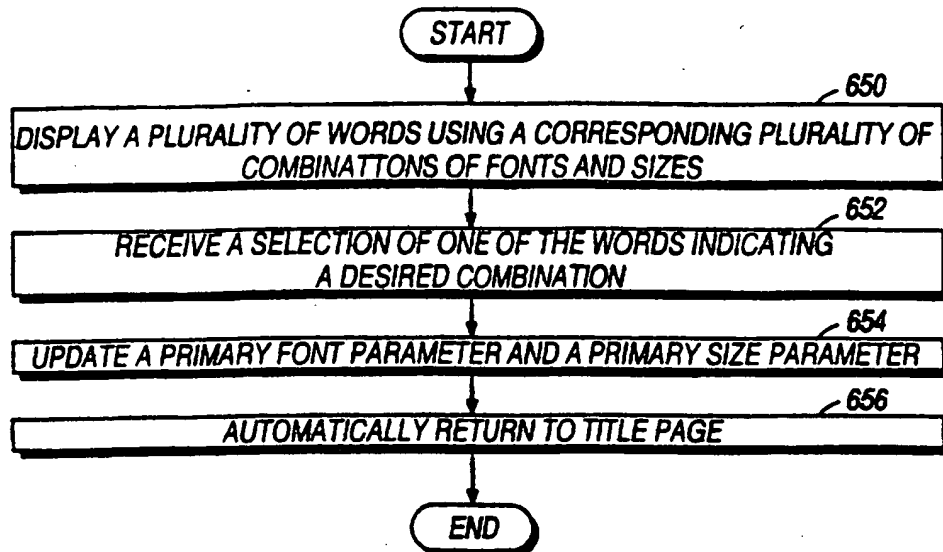 START
650
DISPLAY A PLURALITY OF WORDS USING A CORRESPONDING PLURALITY OF
COMBINATTONS OF FONTS AND SIZES
652
RECEIVE A SELECTION OF ONE OF THE WORDS INDICATING
A DESIRED COMBINATION
654
UPDATE A PRIMARY FONT PARAMETER AND A PRIMARY SIZE PARAMETER
656
AUTOMATICALLY RETURN TO TITLE PAGE
END